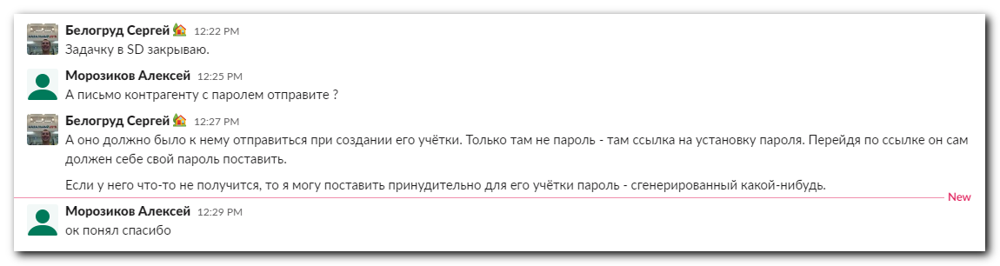 Белогруд Сергей 12:22 PM
Задачку в SD закрываю.
Морозиков Алексей 12:25 PM
А письмо контрагенту с паролем отправите ?
Белогруд Сергей 12:27 PM
А оно должно было к нему отправиться при создании его учётки. Только там не пароль - там ссылка на установку пароля. Перейдя по ссылке он сам
должен себе свой пароль поставить.
Если у него что-то не получится, то я могу поставить принудительно для его учётки пароль - сгенерированный какой-нибудь.
New
Морозиков Алексей 12:29 PM
ок понял спасибо